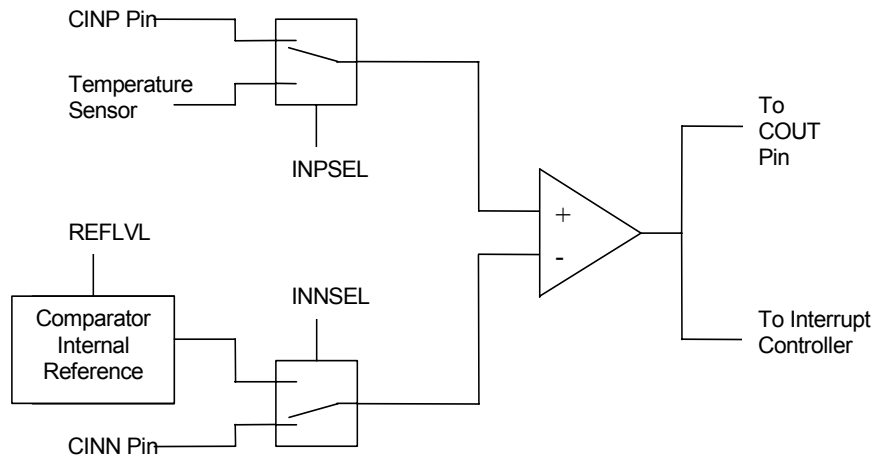 CINP Pin
Temperature
Sensor
INPSEL
REFLVL
Comparator
Internal
Reference
INNSEL
CINN Pin
+
-
To
COUT
Pin
To Interrupt
Controller